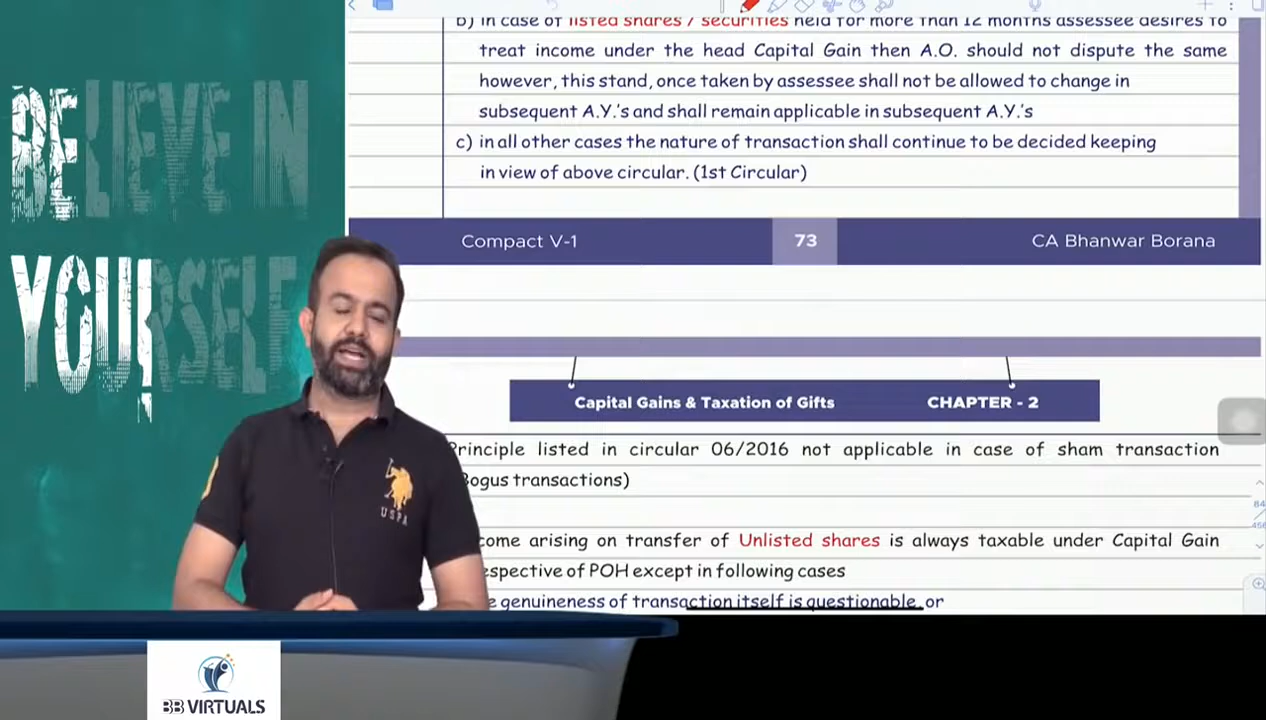 BELIEVE IN
YOURSELF
b) in case of listed shares / securities held for more than 12 months assessee desires to
treat income under the head Capital Gain then A.O. should not dispute the same
however, this stand, once taken by assessee shall not be allowed to change in
subsequent A.Y.'s and shall remain applicable in subsequent A.Y.'s
c) in all other cases the nature of transaction shall continue to be decided keeping
in view of above circular. (1st Circular)
Compact V-1 73 CA Bhanwar Borana
Capital Gains & Taxation of Gifts CHAPTER - 2
Principle listed in circular 06/2016 not applicable in case of sham transaction
Bogus transactions)
come arising on transfer of Unlisted shares is always taxable under Capital Gain
espective of POH except in following cases
e genuineness of transaction itself is questionable, or
USPA
BB VIRTUALS
84
456